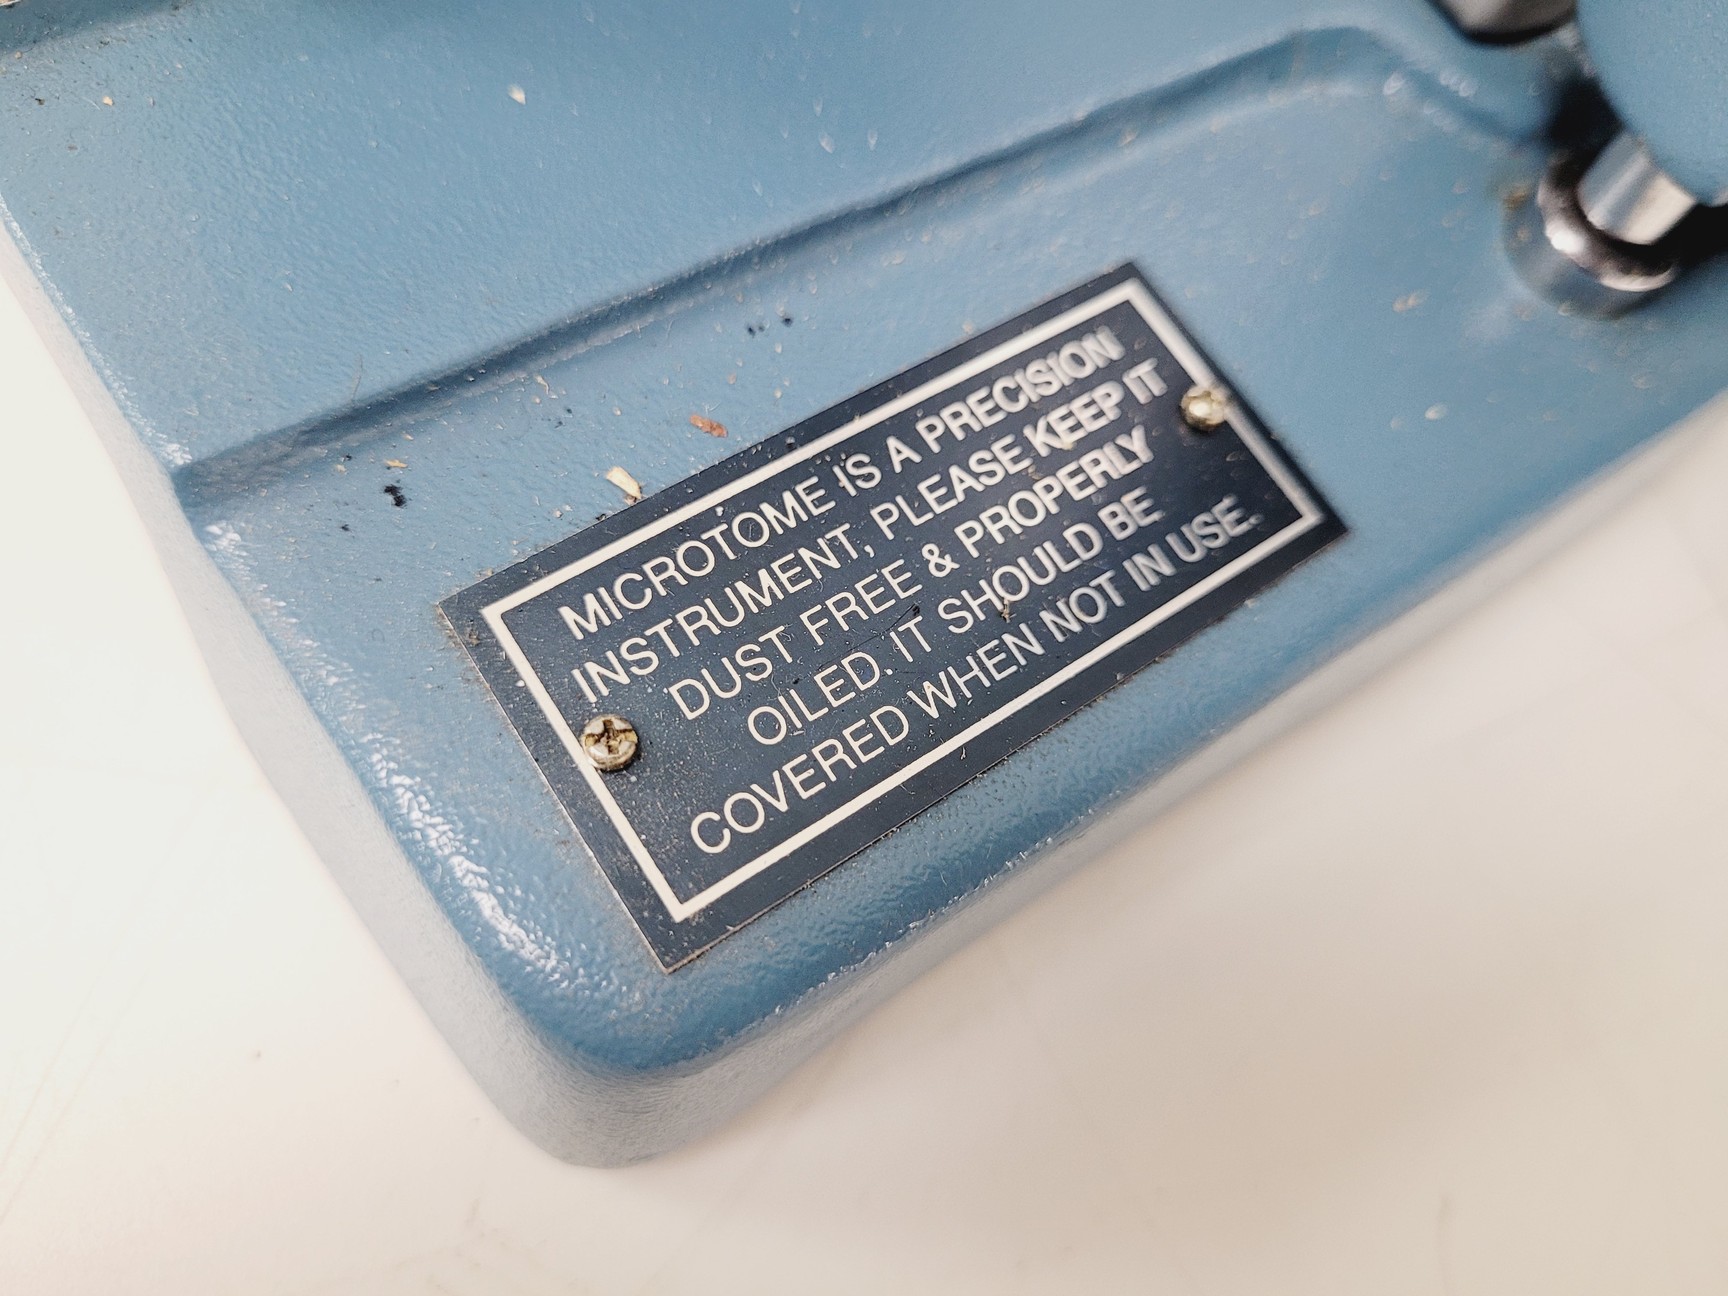 MICROTOME IS A PRECISION
INSTRUMENT, PLEASE KEEP IT
DUST FREE & PROPERLY
OILED. IT SHOULD BE
COVERED WHEN NOT IN USE.